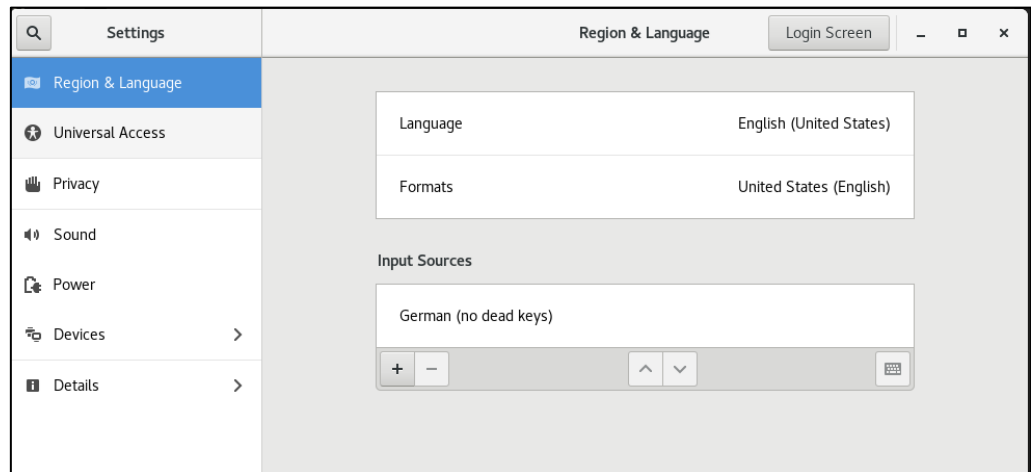 Settings
Region & Language
Login Screen
Region & Language
Universal Access
Privacy
Sound
Power
Devices
Details
Language
English (United States)
Formats
United States (English)
Input Sources
German (no dead keys)